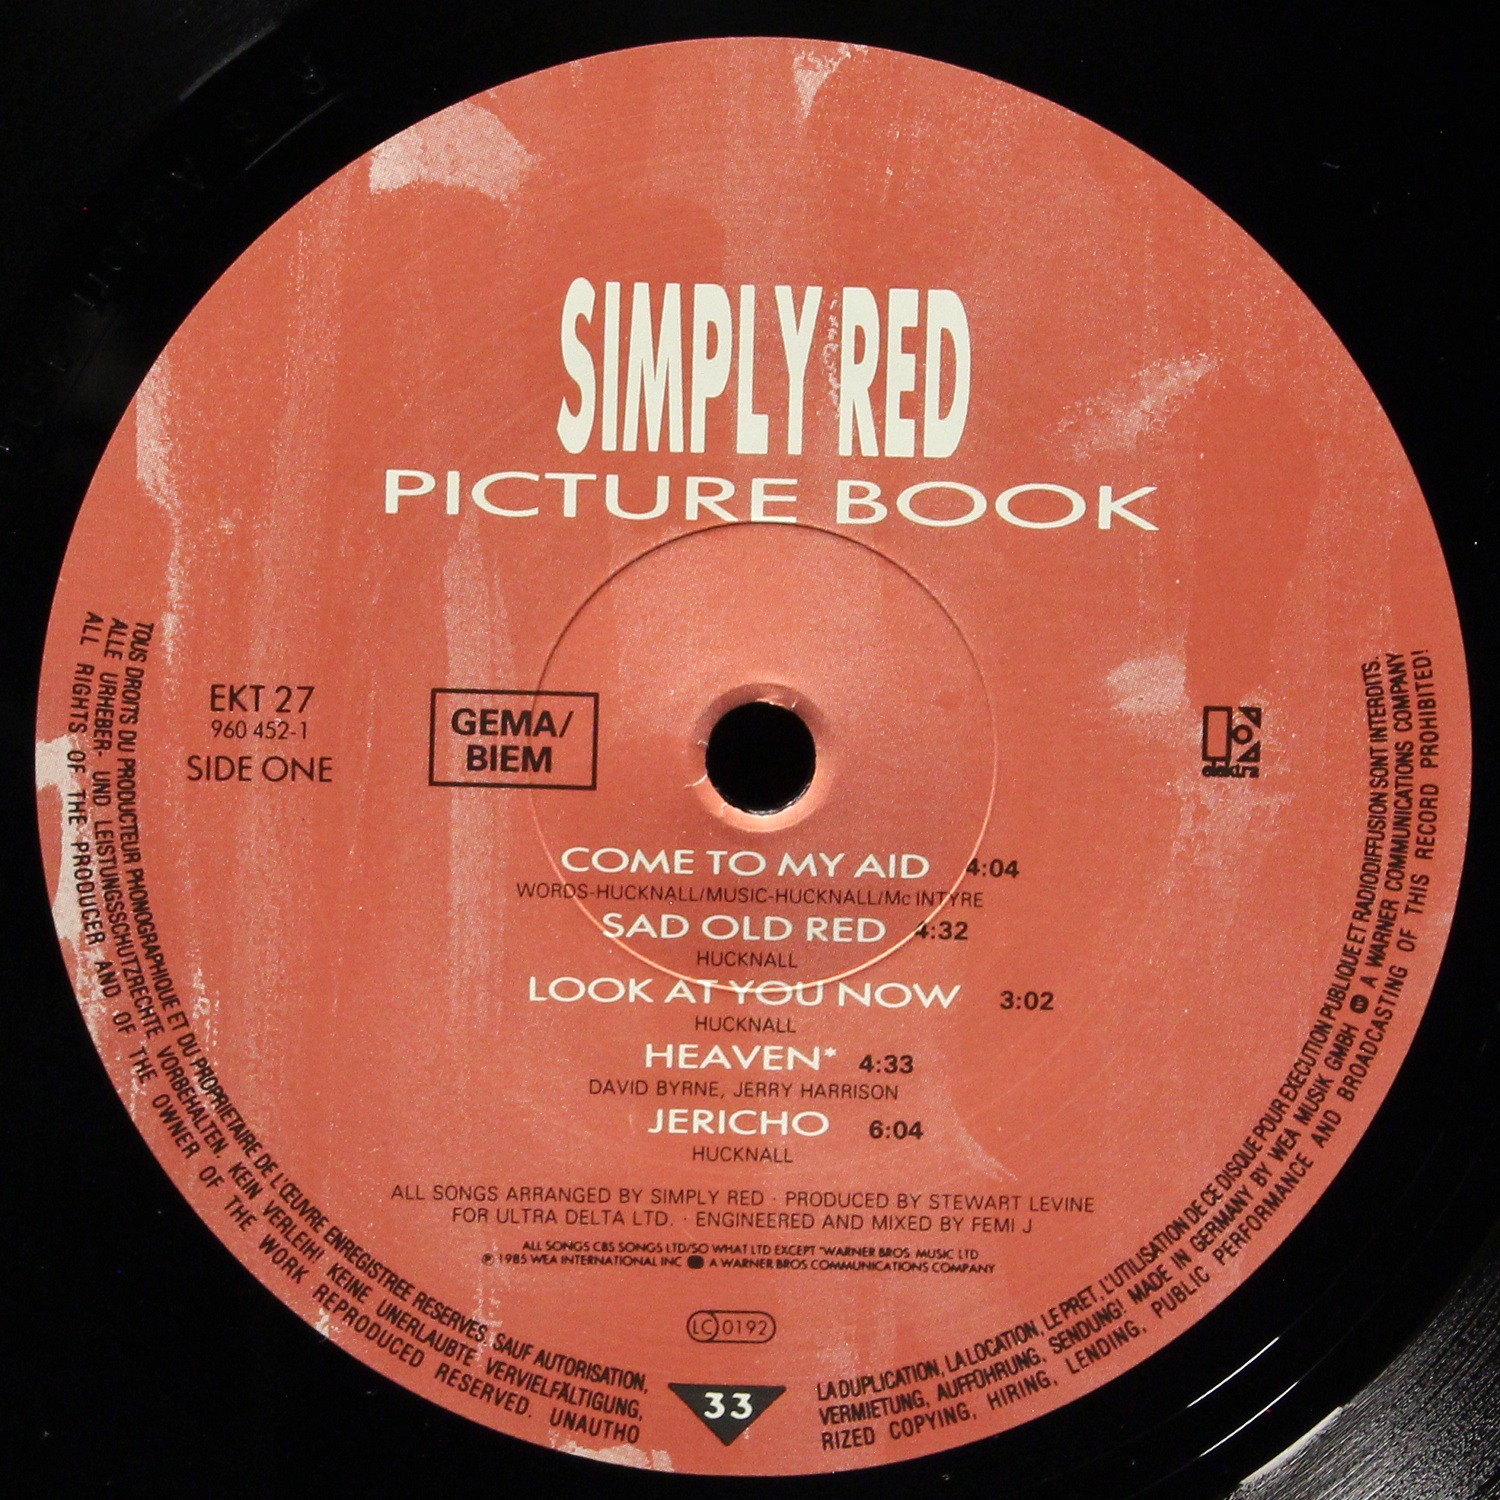 SIMPLY RED
PICTURE BOOK
EKT 27
960 452-1
SIDE ONE
GEMA/
BIEM
elektra
COME TO MY AID 4:04
WORDS-HUCKNALL/MUSIC-HUCKNALL/Mc INTYRE
SAD OLD RED 4:32
HUCKNALL
LOOK AT YOU NOW 3:02
HUCKNALL
HEAVEN* 4:33
DAVID BYRNE, JERRY HARRISON
JERICHO 6:04
HUCKNALL
ALL SONGS ARRANGED BY SIMPLY RED · PRODUCED BY STEWART LEVINE
FOR ULTRA DELTA LTD. · ENGINEERED AND MIXED BY FEMI J
ALL SONGS CBS SONGS LTD/SO WHAT LTD EXCEPT *WARNER BROS. MUSIC LTD
℗ 1985 WEA INTERNATIONAL INC A WARNER BROS COMMUNICATIONS COMPANY
LC 0192
33
TOUS DROITS DU PRODUCTEUR PHONOGRAPHIQUE ET DU PROPRIETAIRE DE L'ŒUVRE ENREGISTREE RESERVES. SAUF AUTORISATION, LA DUPLICATION, LA LOCATION, LE PRET, L'UTILISATION DE CE DISQUE POUR EXECUTION PUBLIQUE ET RADIODIFFUSION SONT INTERDITS.
ALLE URHEBER- UND LEISTUNGSSCHUTZRECHTE VORBEHALTEN. KEIN VERLEIH! KEINE UNERLAUBTE VERVIELFÄLTIGUNG, VERMIETUNG, AUFFÜHRUNG, SENDUNG! MADE IN GERMANY BY WEA MUSIK GMBH A WARNER COMMUNICATIONS COMPANY
ALL RIGHTS OF THE PRODUCER AND OF THE OWNER OF THE WORK REPRODUCED RESERVED. UNAUTHORIZED COPYING, HIRING, LENDING, PUBLIC PERFORMANCE AND BROADCASTING OF THIS RECORD PROHIBITED!